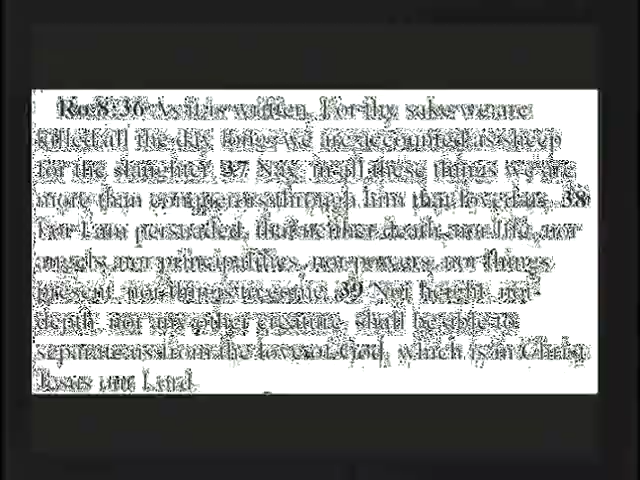 Ro 8:36 As it is written, For thy sake we are
killed all the day long; we are accounted as sheep
for the slaughter. 37 Nay, in all these things we are
more than conquerors through him that loved us. 38
For I am persuaded, that neither death, nor life, nor
angels, nor principalities, nor powers, nor things
present, nor things to come, 39 Nor height, nor
depth, nor any other creature, shall be able to
separate us from the love of God, which is in Christ
Jesus our Lord.